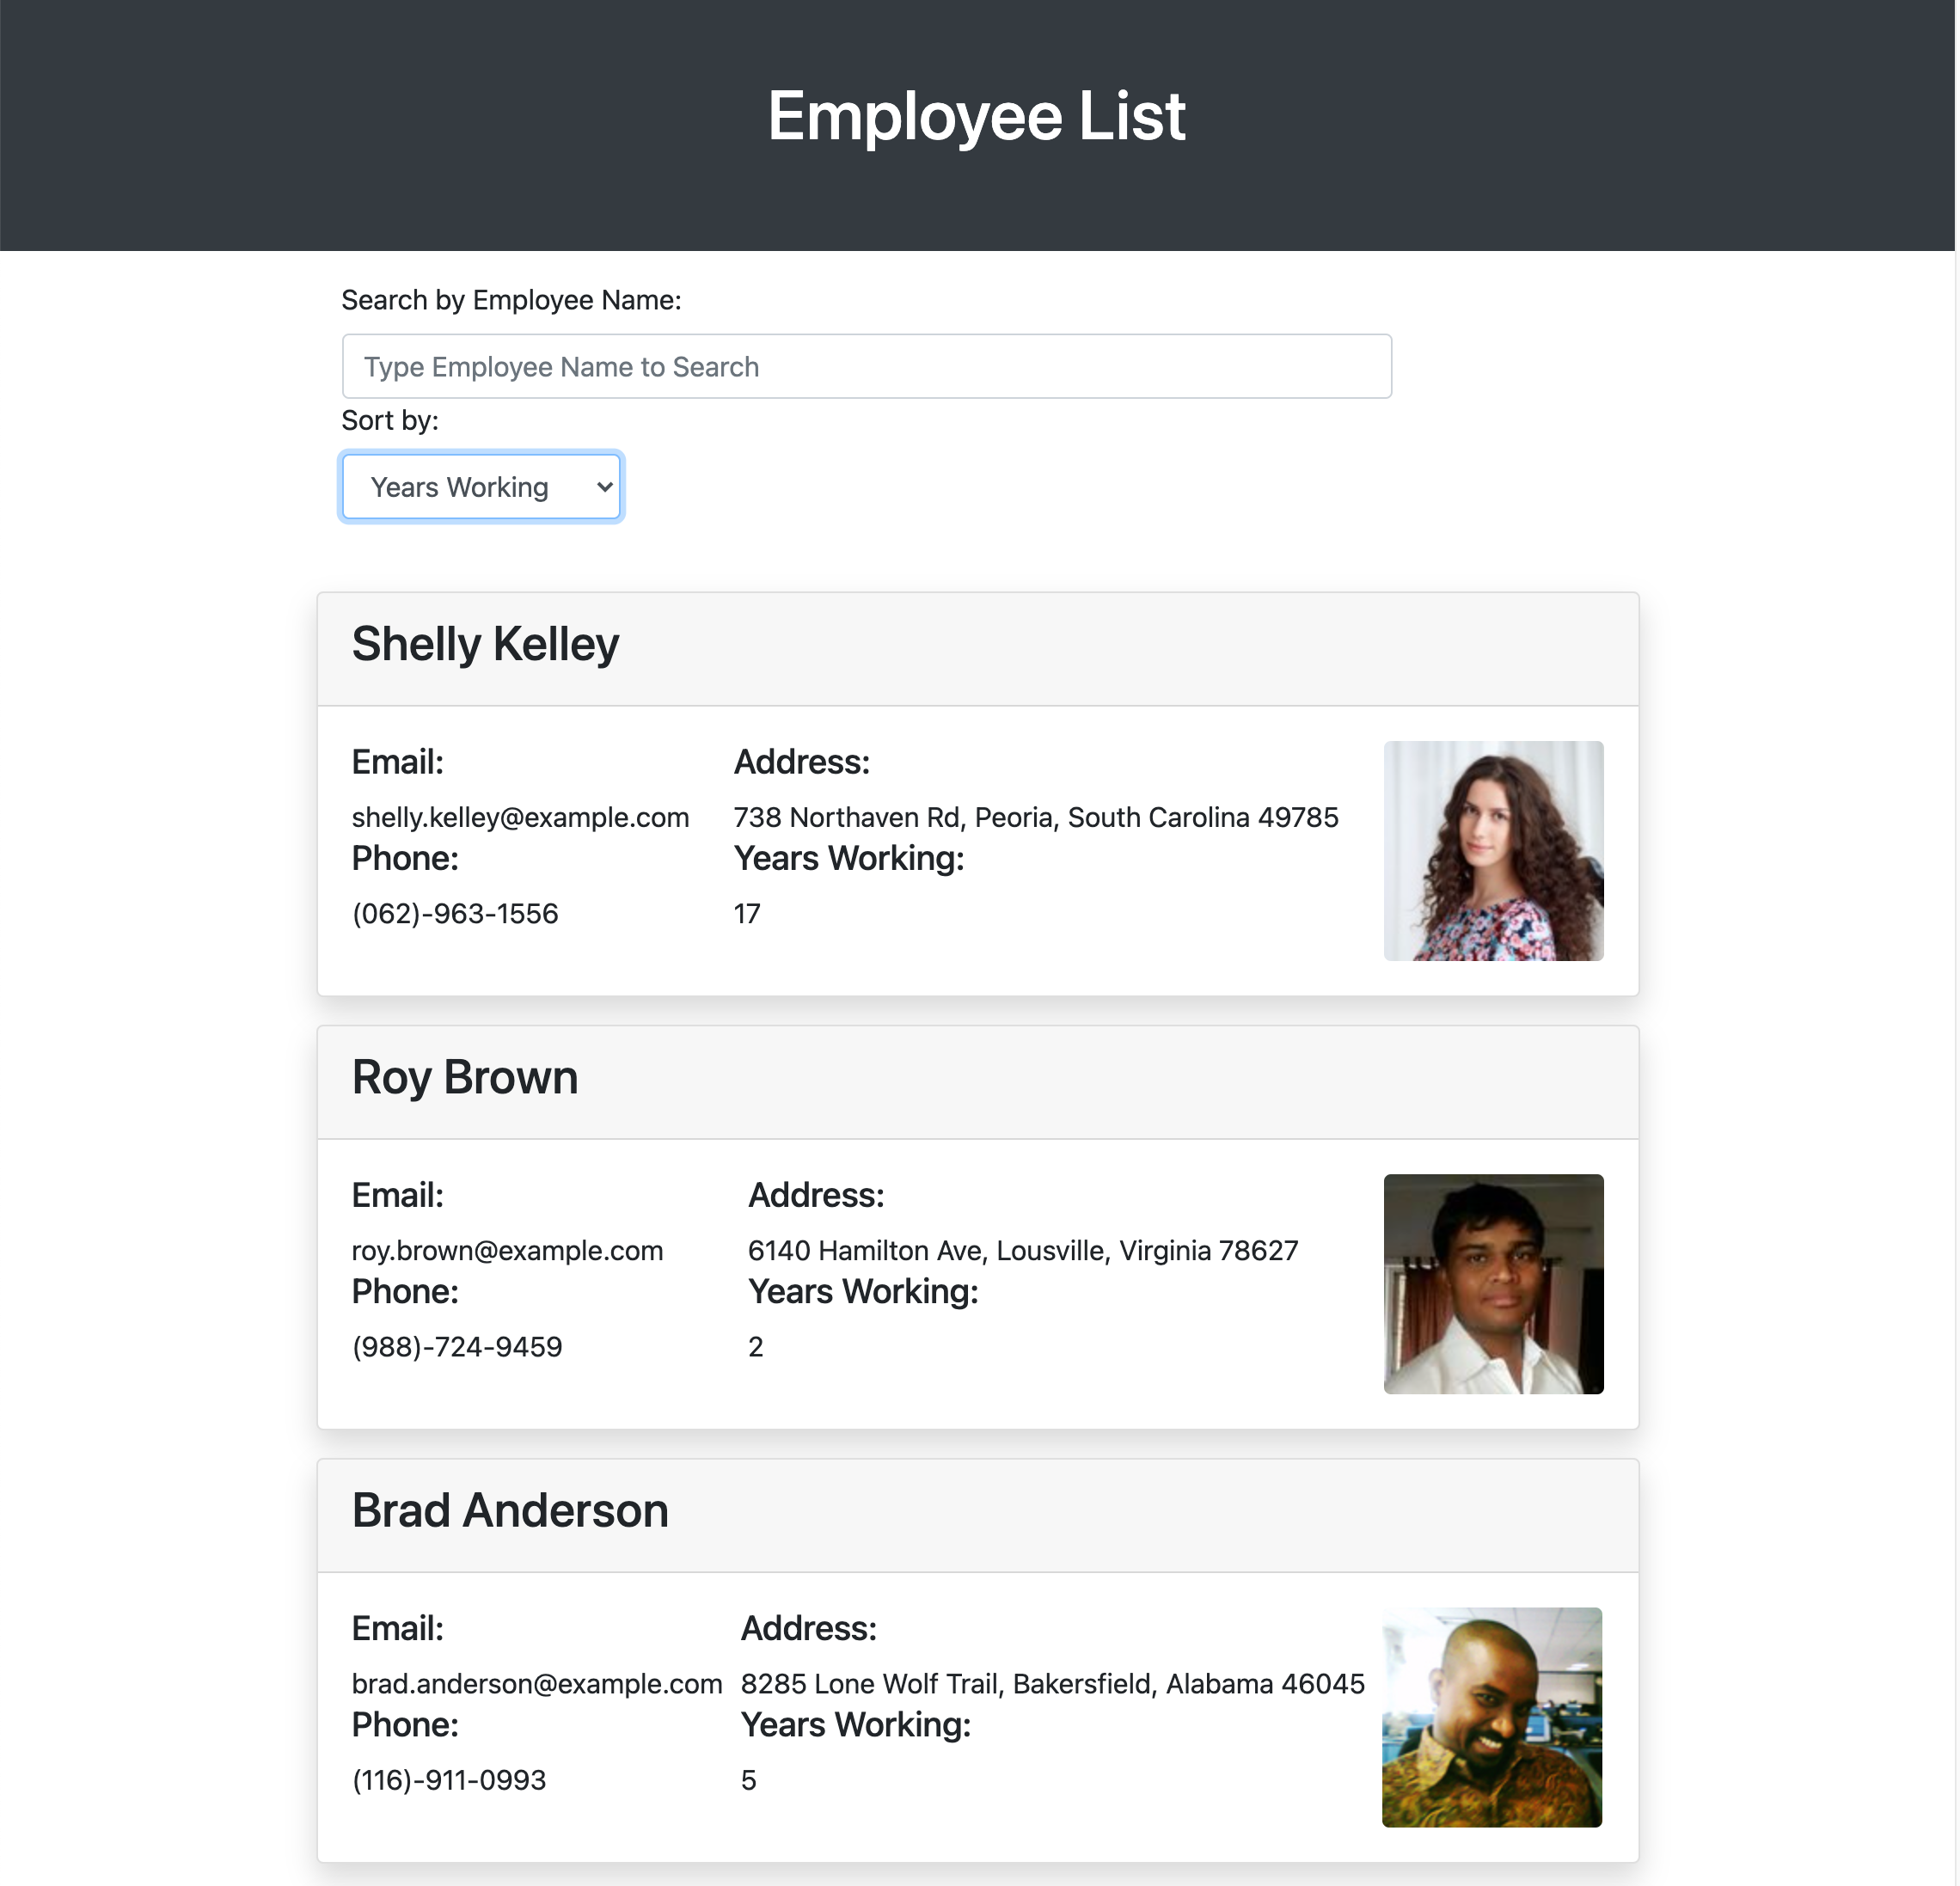 Employee List
Search by Employee Name:
Type Employee Name to Search
Sort by:
Years Working
Shelly Kelley
Email:
shelly.kelley@example.com
Phone:
(062)-963-1556
Address:
738 Northaven Rd, Peoria, South Carolina 49785
Years Working:
17
Roy Brown
Email:
roy.brown@example.com
Phone:
(988)-724-9459
Address:
6140 Hamilton Ave, Lousville, Virginia 78627
Years Working:
2
Brad Anderson
Email:
brad.anderson@example.com
Phone:
(116)-911-0993
Address:
8285 Lone Wolf Trail, Bakersfield, Alabama 46045
Years Working:
5